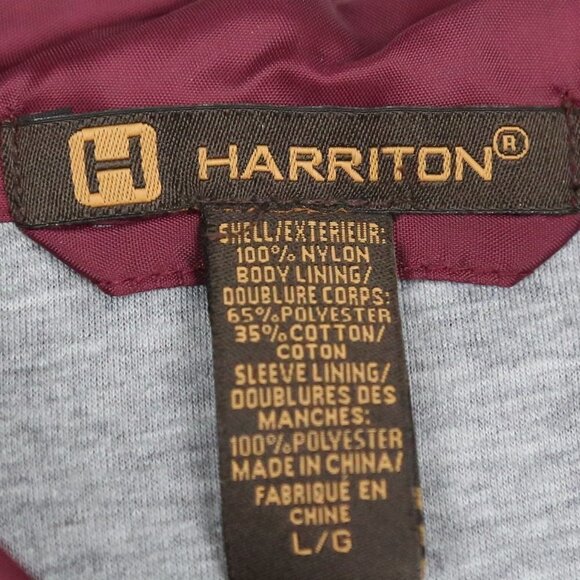 H HARRITON®
SHELL/EXTERIEUR:
100% NYLON
BODY LINING/
DOUBLURE CORPS:
65%POLYESTER
35%COTTON/
COTON
SLEEVE LINING/
DOUBLURES DES
MANCHES:
100%POLYESTER
MADE IN CHINA/
FABRIQUÉ EN
CHINE
L/G